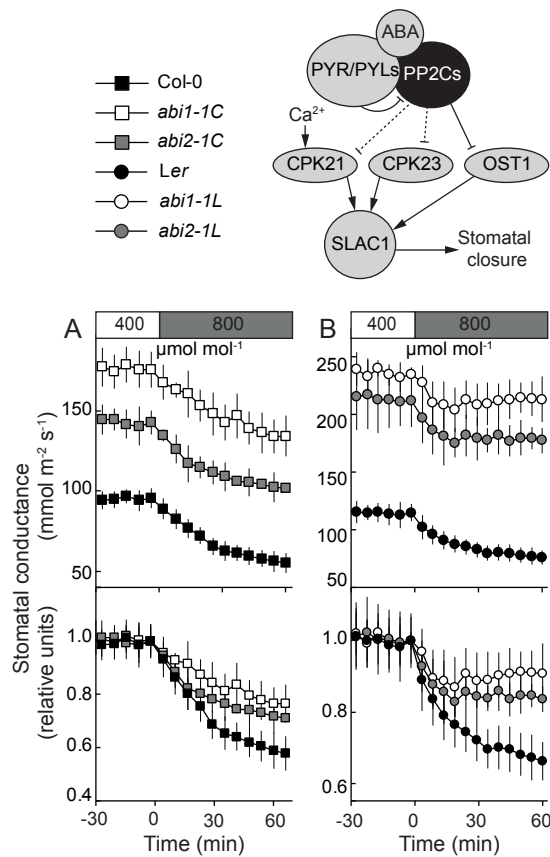 Col-0
abi1-1C
abi2-1C
Ler
abi1-1L
abi2-1L
ABA
PYR/PYLs
PP2Cs
Ca²⁺
CPK21
CPK23
OST1
SLAC1
Stomatal
closure
A
400
800
B
400
800
μmol mol⁻¹
μmol mol⁻¹
150
100
50
250
200
150
100
50
Stomatal conductance
(mmol m⁻² s⁻¹)
1.0
0.8
0.6
0.4
1.0
0.8
0.6
Stomatal conductance
(relative units)
-30
0
30
60
-30
0
30
60
Time (min)
Time (min)